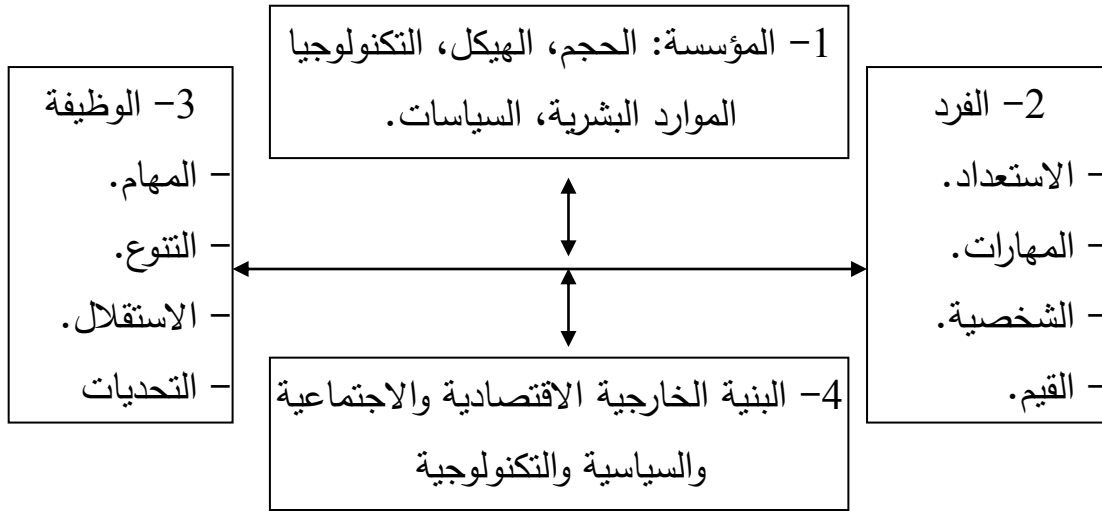 1- المؤسسة: الحجم، الهيكل، التكنولوجيا
الموارد البشرية، السياسات.
2- الفرد
- الاستعداد.
- المهارات.
- الشخصية.
- القيم.
3- الوظيفة
- المهام.
- التنوع.
- الاستقلال.
- التحديات
4- البنية الخارجية الاقتصادية والاجتماعية
والسياسية والتكنولوجية